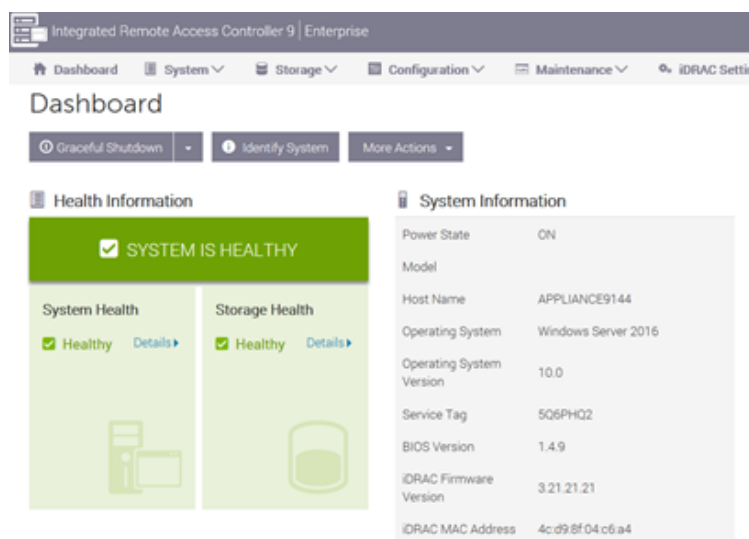 Integrated Remote Access Controller 9 | Enterprise
Dashboard System Storage Configuration Maintenance iDRAC Settin
Dashboard
Graceful Shutdown Identify System More Actions
Health Information
SYSTEM IS HEALTHY
System Health
Healthy Details
Storage Health
Healthy Details
System Information
Power State ON
Model
Host Name APPLIANCE9144
Operating System Windows Server 2016
Operating System Version 10.0
Service Tag 5Q6PHQ2
BIOS Version 1.4.9
iDRAC Firmware Version 3.21.21.21
iDRAC MAC Address 4c:d9:8f:04:c6:a4